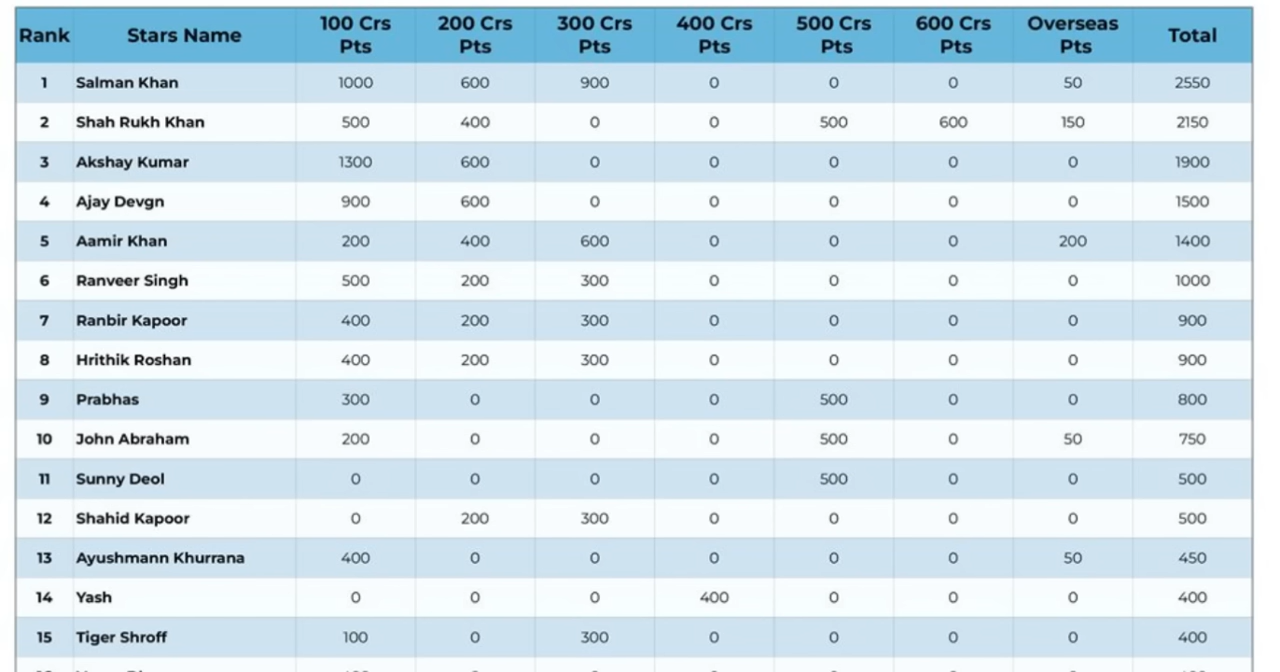 Rank Stars Name 100 Crs Pts 200 Crs Pts 300 Crs Pts 400 Crs Pts 500 Crs Pts 600 Crs Pts Overseas Pts Total
1 Salman Khan 1000 600 900 0 0 0 50 2550
2 Shah Rukh Khan 500 400 0 0 500 600 150 2150
3 Akshay Kumar 1300 600 0 0 0 0 0 1900
4 Ajay Devgn 900 600 0 0 0 0 0 1500
5 Aamir Khan 200 400 600 0 0 0 200 1400
6 Ranveer Singh 500 200 300 0 0 0 0 1000
7 Ranbir Kapoor 400 200 300 0 0 0 0 900
8 Hrithik Roshan 400 200 300 0 0 0 0 900
9 Prabhas 300 0 0 0 500 0 0 800
10 John Abraham 200 0 0 0 500 0 50 750
11 Sunny Deol 0 0 0 0 500 0 0 500
12 Shahid Kapoor 0 200 300 0 0 0 0 500
13 Ayushmann Khurrana 400 0 0 0 0 0 50 450
14 Yash 0 0 0 400 0 0 0 400
15 Tiger Shroff 100 0 300 0 0 0 0 400